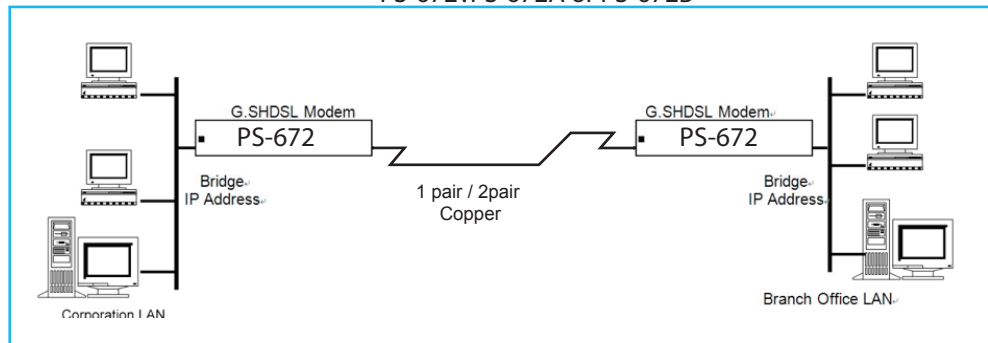 G.SHDSL Modem
PS-672
Bridge
IP Address
Corporation LAN
1 pair / 2pair
Copper
G.SHDSL Modem
PS-672
Bridge
IP Address
Branch Office LAN